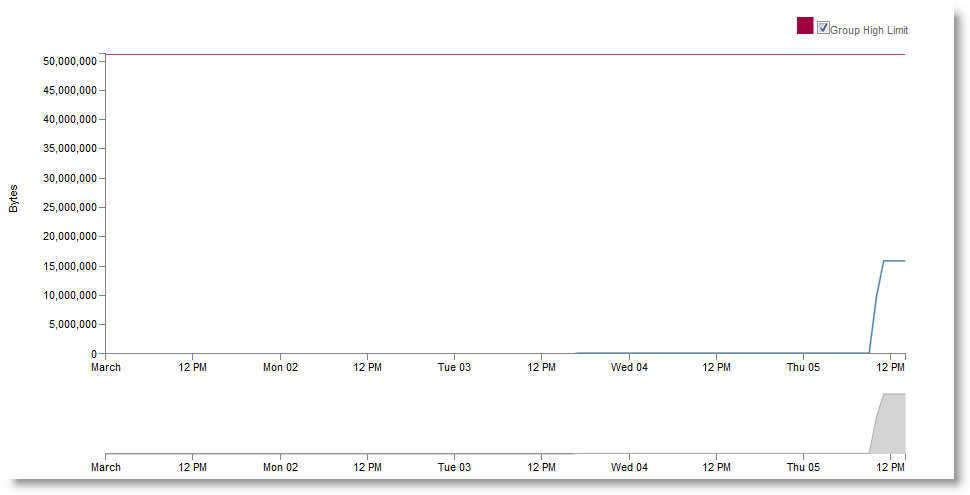 Group High Limit
50,000,000
45,000,000
40,000,000
35,000,000
30,000,000
25,000,000
20,000,000
15,000,000
10,000,000
5,000,000
0
Bytes
March 12 PM Mon 02 12 PM Tue 03 12 PM Wed 04 12 PM Thu 05 12 PM
March 12 PM Mon 02 12 PM Tue 03 12 PM Wed 04 12 PM Thu 05 12 PM